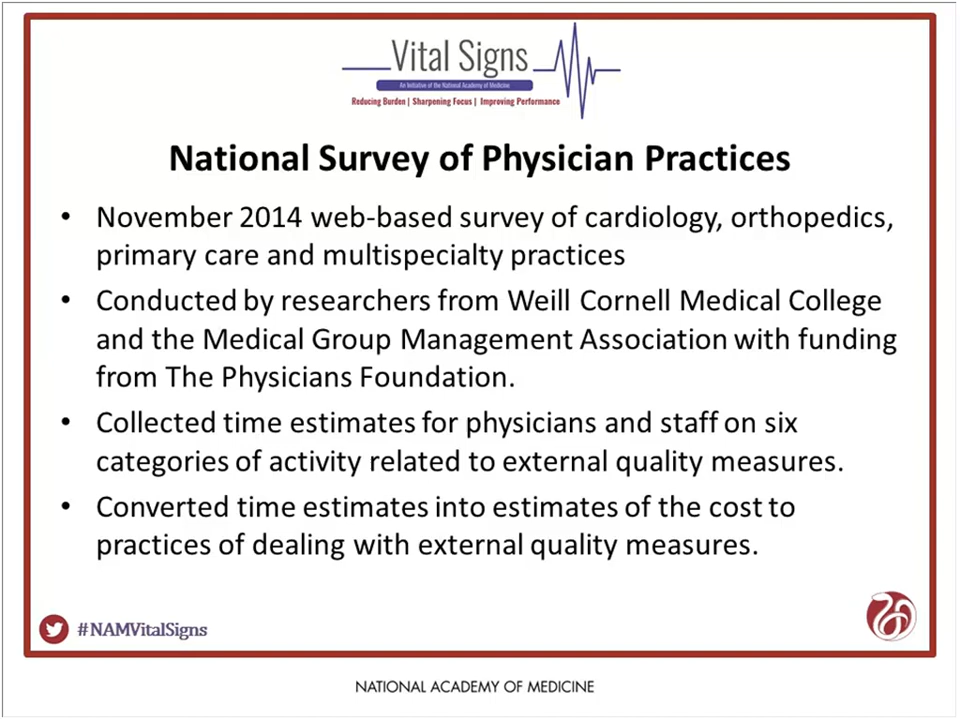 Vital Signs
An Initiative of the National Academy of Medicine
Reducing Burden | Sharpening Focus | Improving Performance
National Survey of Physician Practices
• November 2014 web-based survey of cardiology, orthopedics,
primary care and multispecialty practices
• Conducted by researchers from Weill Cornell Medical College
and the Medical Group Management Association with funding
from The Physicians Foundation.
• Collected time estimates for physicians and staff on six
categories of activity related to external quality measures.
• Converted time estimates into estimates of the cost to
practices of dealing with external quality measures.
#NAMVitalSigns
NATIONAL ACADEMY OF MEDICINE